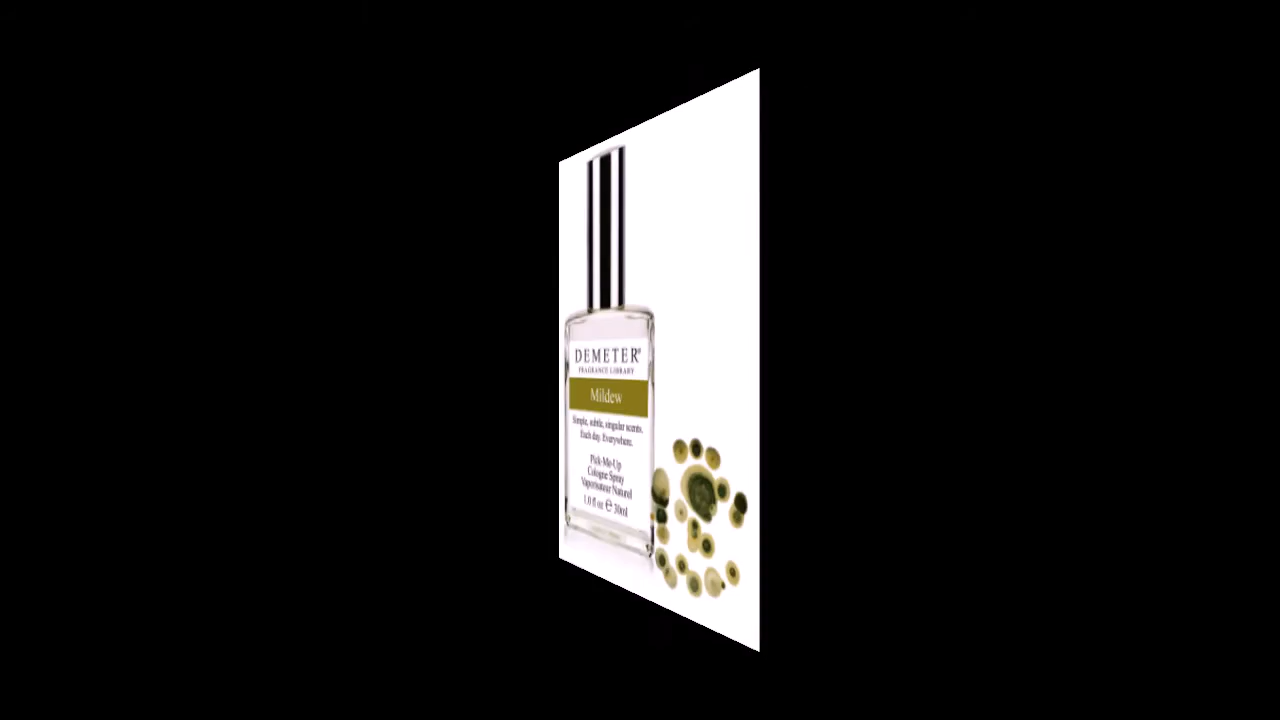 DEMETER®
FRAGRANCE LIBRARY
Mildew
Simple, subtle, singular scents.
Each day. Everywhere.
Pick-Me-Up
Cologne Spray
Vaporisateur Naturel
1.0 fl oz ℮ 30ml